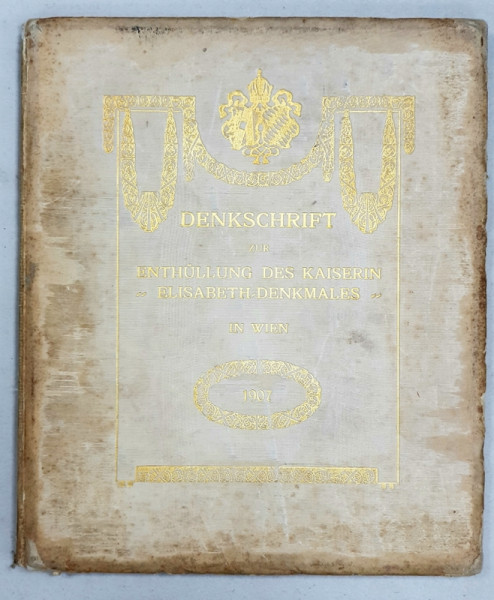 DENKSCHRIFT
ZUR
ENTHÜLLUNG DES KAISERIN
ELISABETH-DENKMALES
IN WIEN
1907